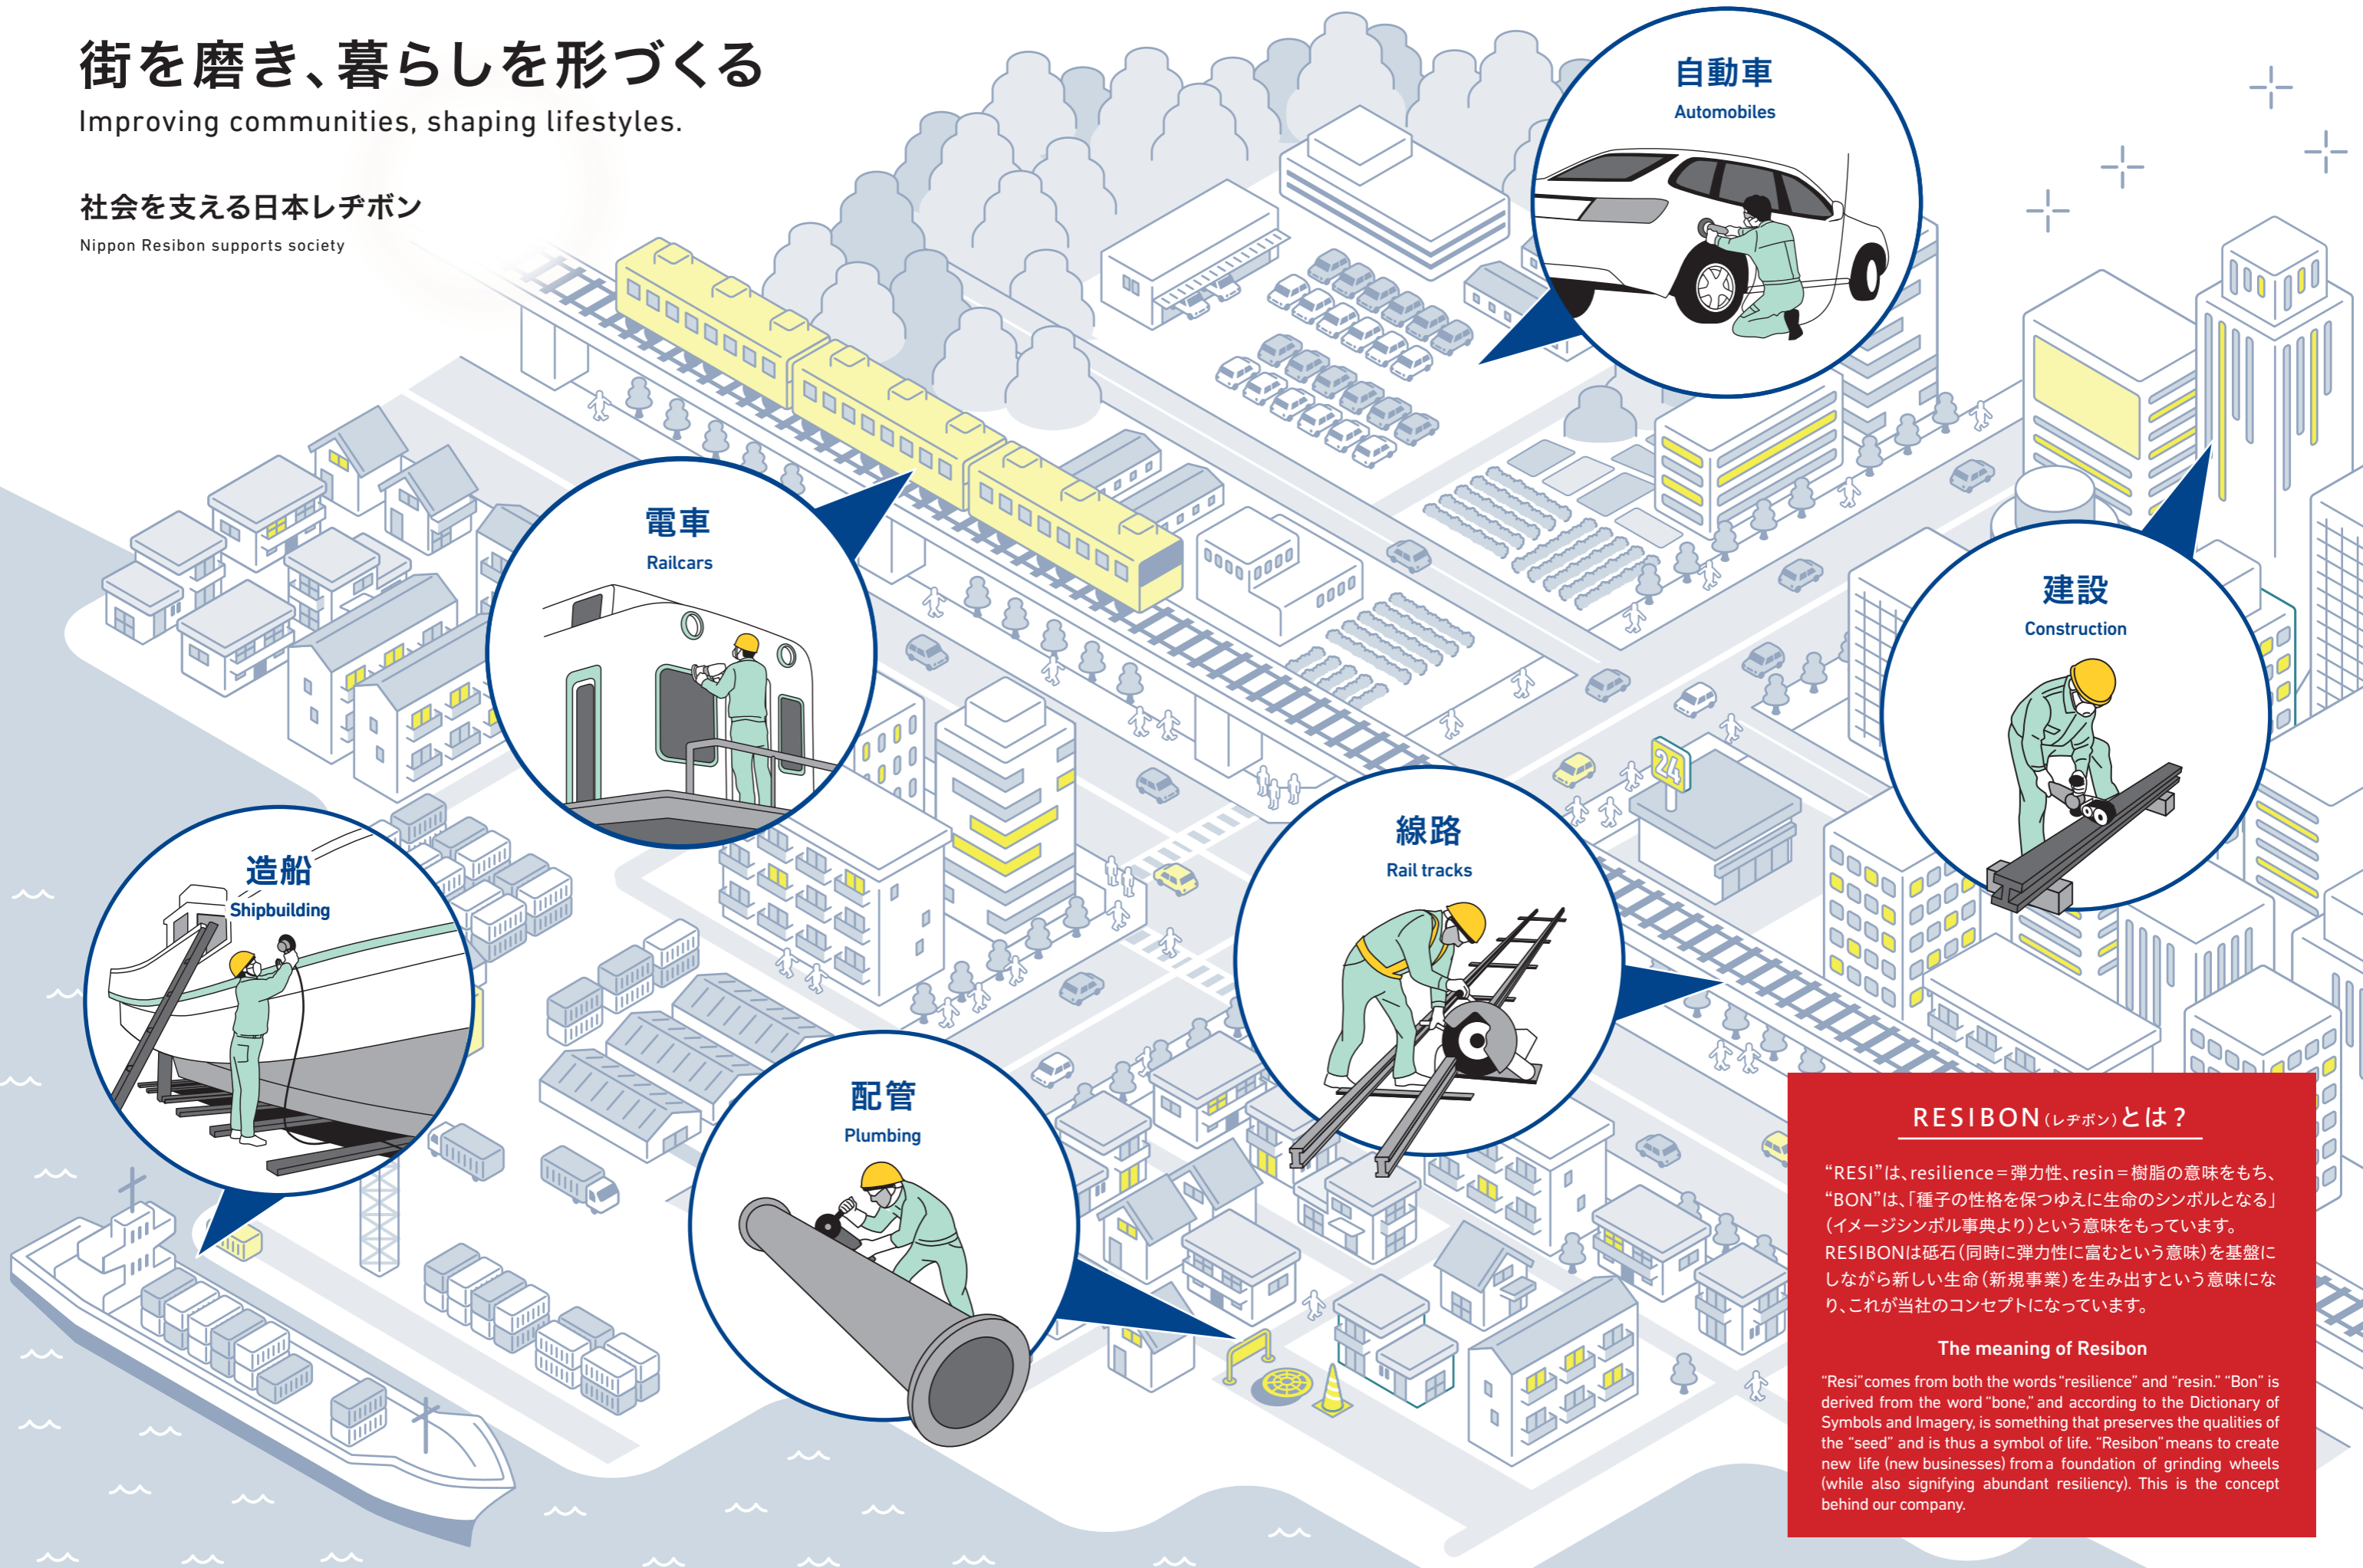 街を磨き、暮らしを形づくる
Improving communities, shaping lifestyles.
社会を支える日本レヂボン
Nippon Resibon supports society
自動車
Automobiles
電車
Railcars
建設
Construction
24
線路
Rail tracks
造船
Shipbuilding
配管
Plumbing
RESIBON(レヂボン)とは？
“RESI”は、resilience＝弾力性、resin＝樹脂の意味をもち、
“BON”は、「種子の性格を保つゆえに生命のシンボルとなる」
（イメージシンボル事典より）という意味をもっています。
RESIBONは砥石（同時に弾力性に富むという意味）を基盤に
しながら新しい生命（新規事業）を生み出すという意味にな
り、これが当社のコンセプトになっています。
The meaning of Resibon
“Resi” comes from both the words “resilience” and “resin.” “Bon” is
derived from the word “bone,” and according to the Dictionary of
Symbols and Imagery, is something that preserves the qualities of
the “seed” and is thus a symbol of life. “Resibon” means to create
new life (new businesses) from a foundation of grinding wheels
(while also signifying abundant resiliency). This is the concept
behind our company.